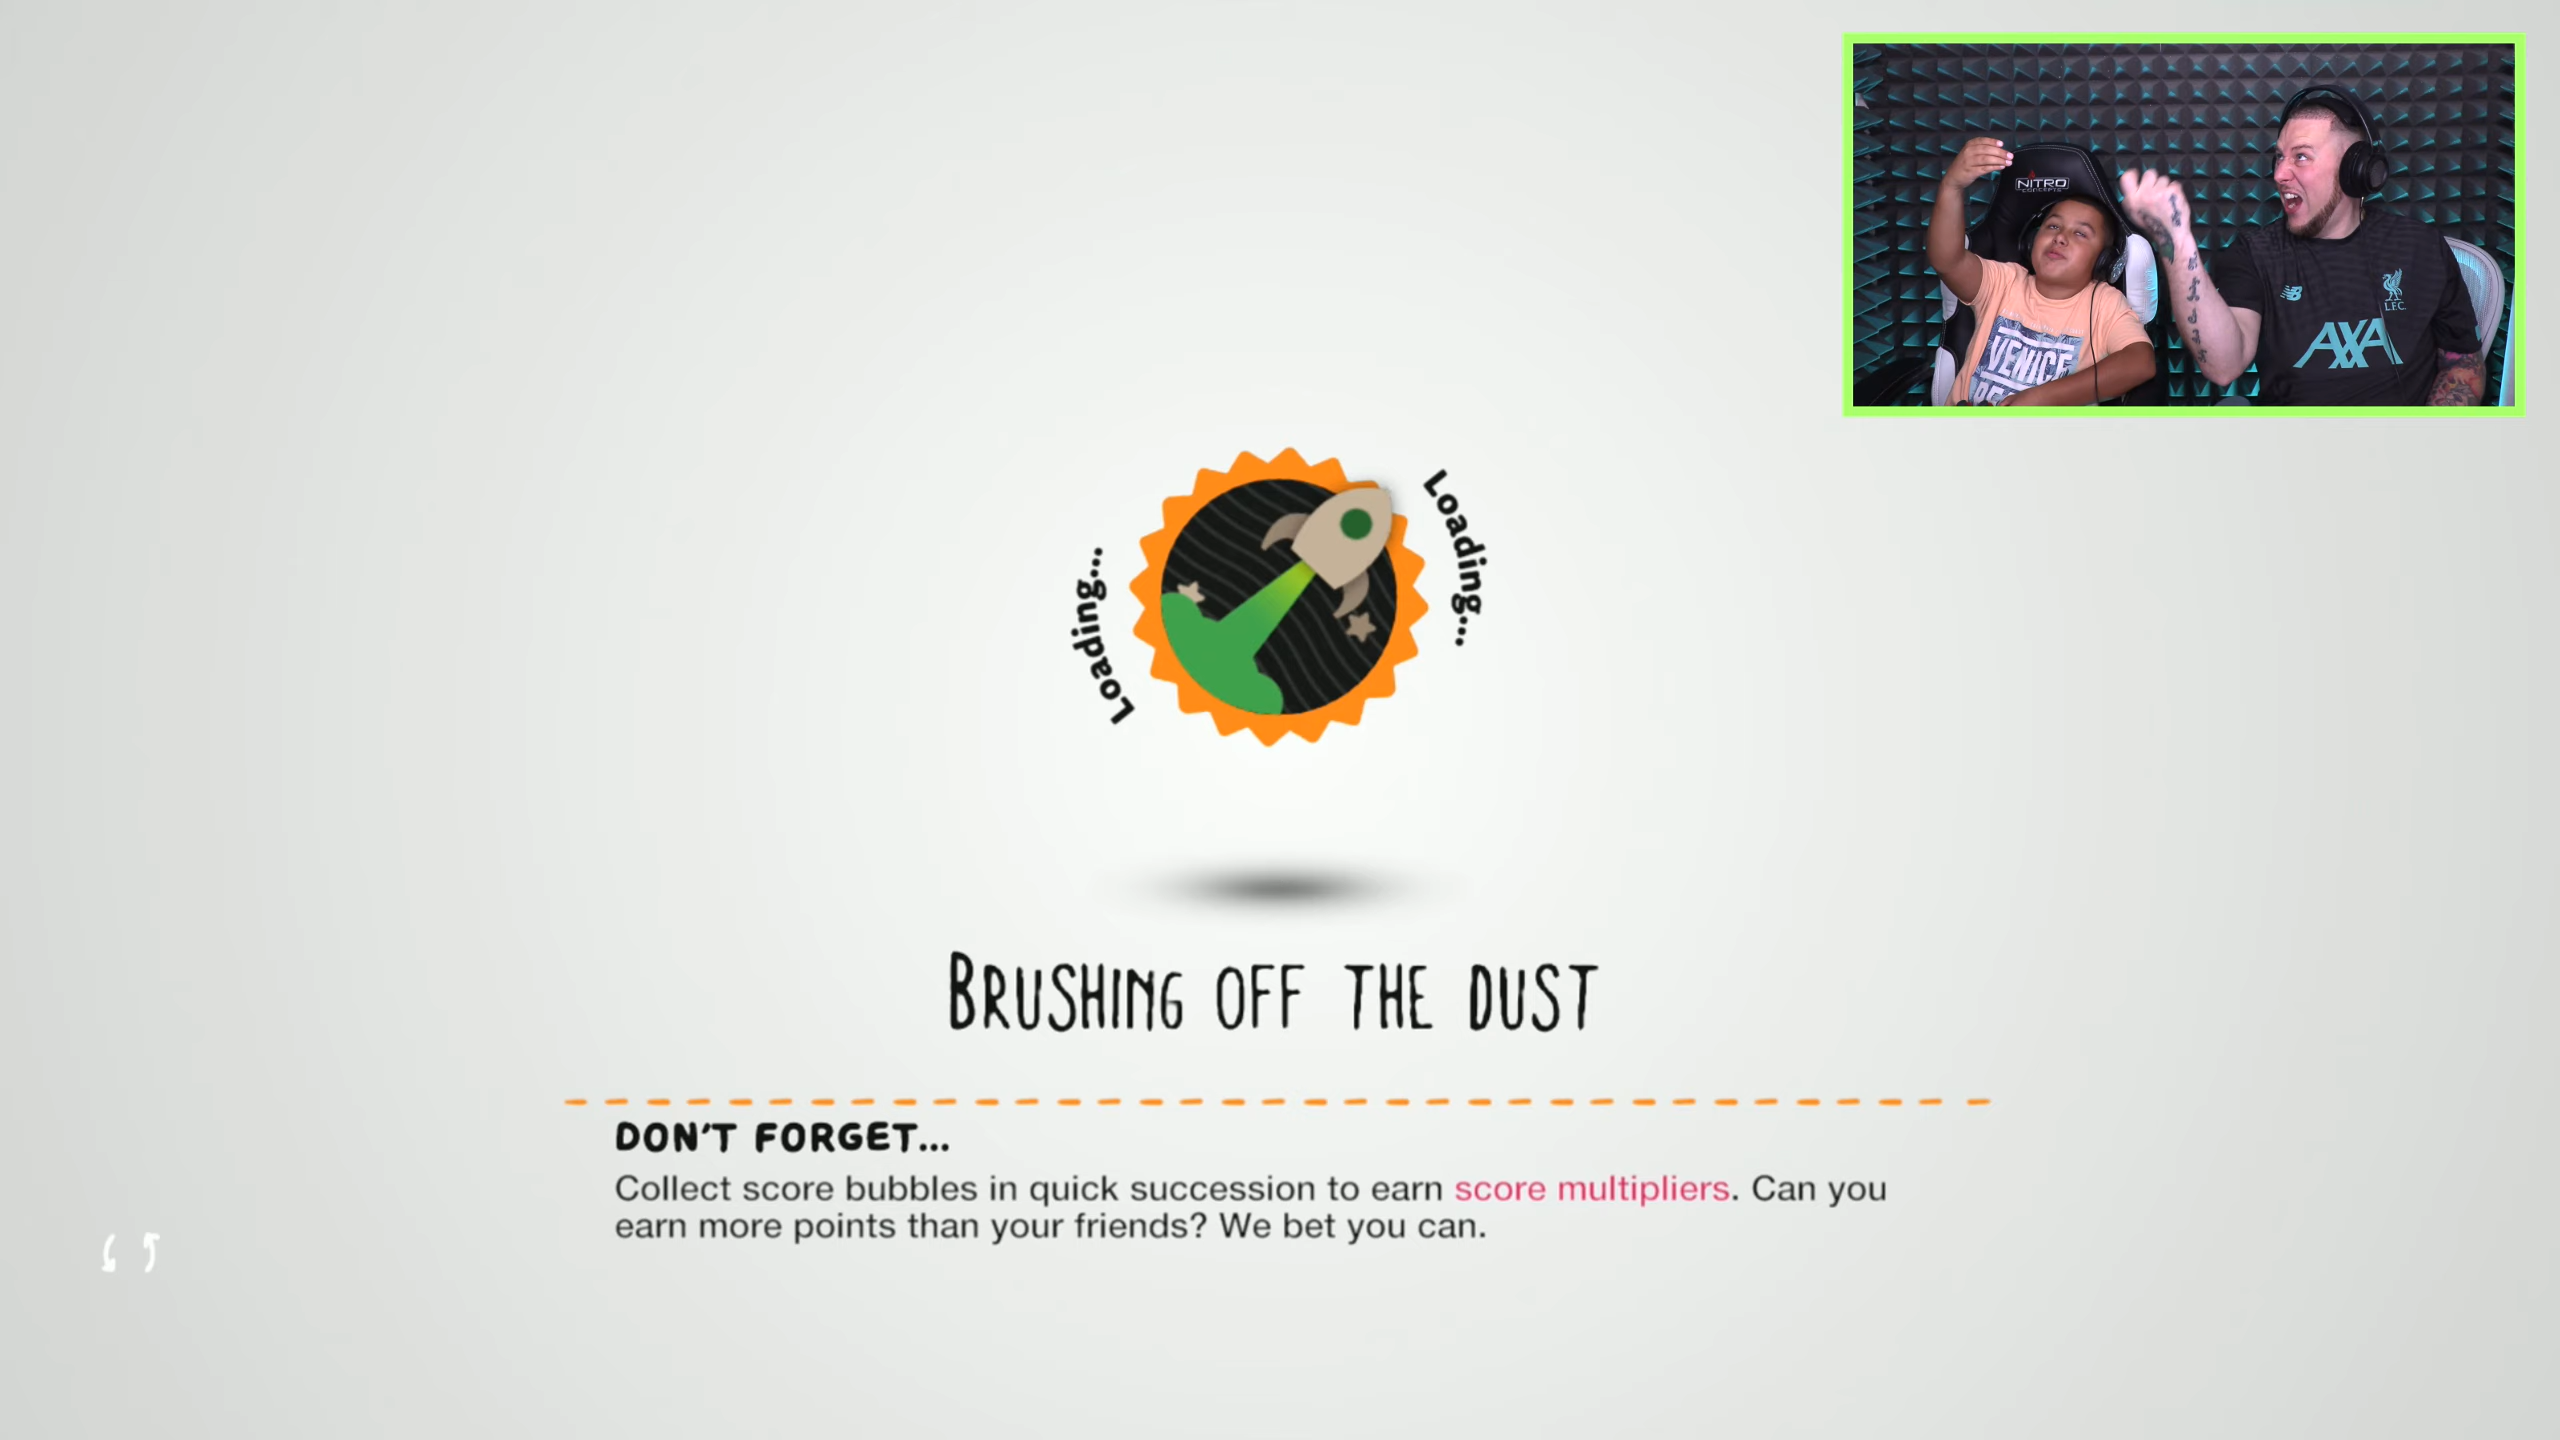 NITRO
CONCEPTS
VENICE
L.F.C.
AXA
Loading...
Loading...
BRUSHING OFF THE DUST
DON'T FORGET...
Collect score bubbles in quick succession to earn score multipliers. Can you
earn more points than your friends? We bet you can.